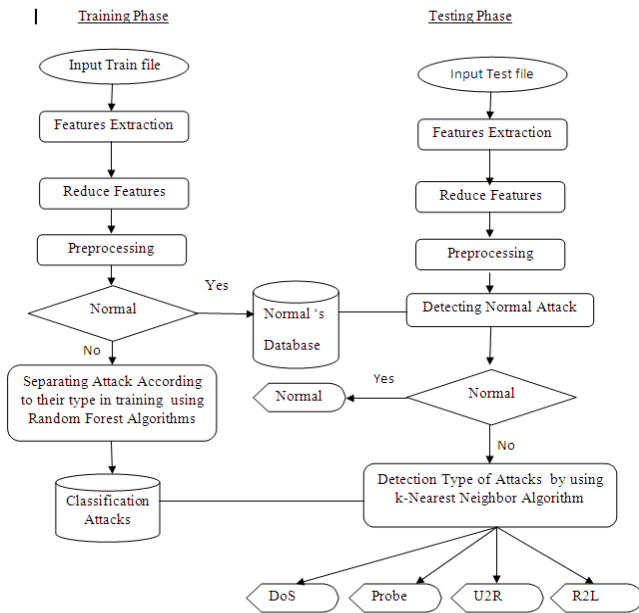 Training Phase
Input Train file
Features Extraction
Reduce Features
Preprocessing
Normal
Yes
No
Normal 's
Database
Separating Attack According
to their type in training using
Random Forest Algorithms
Classification
Attacks
Testing Phase
Input Test file
Features Extraction
Reduce Features
Preprocessing
Detecting Normal Attack
Normal
Yes
Normal
No
Detection Type of Attacks by using
k-Nearest Neighbor Algorithm
DoS
Probe
U2R
R2L